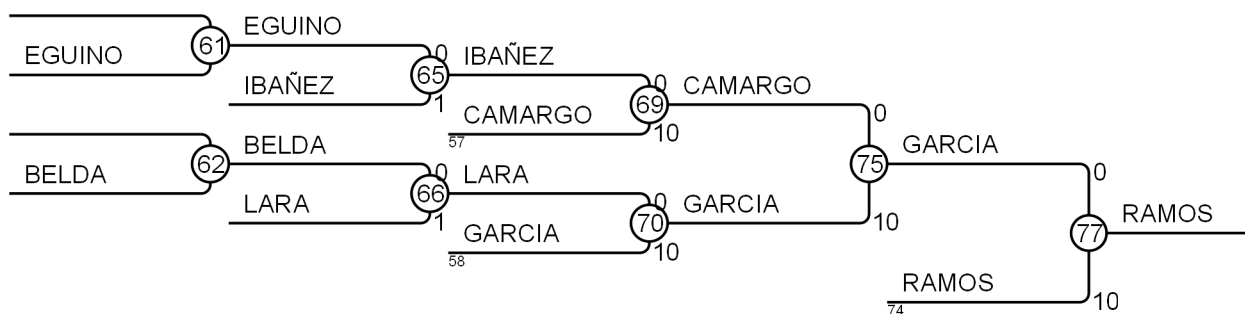 EGUINO
61
EGUINO
0
65
IBAÑEZ
IBAÑEZ
1
0
69
CAMARGO
CAMARGO
57
10
0
75
GARCIA
BELDA
62
BELDA
0
66
LARA
LARA
1
0
70
GARCIA
GARCIA
58
10
10
0
77
RAMOS
RAMOS
74
10